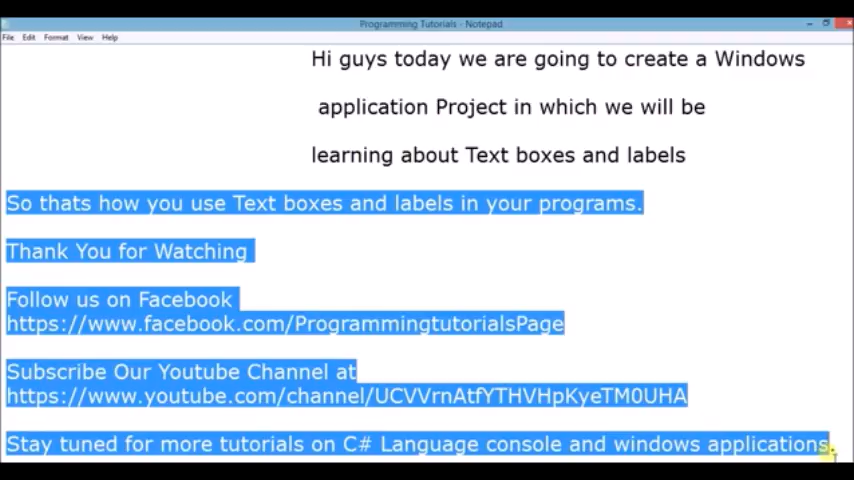 Programming Tutorials - Notepad
File Edit Format View Help
Hi guys today we are going to create a Windows
application Project in which we will be
learning about Text boxes and labels
So thats how you use Text boxes and labels in your programs.
Thank You for Watching
Follow us on Facebook
https://www.facebook.com/ProgrammingtutorialsPage
Subscribe Our Youtube Channel at
https://www.youtube.com/channel/UCVVrnAtfYTHVHpKyeTM0UHA
Stay tuned for more tutorials on C# Language console and windows applications.